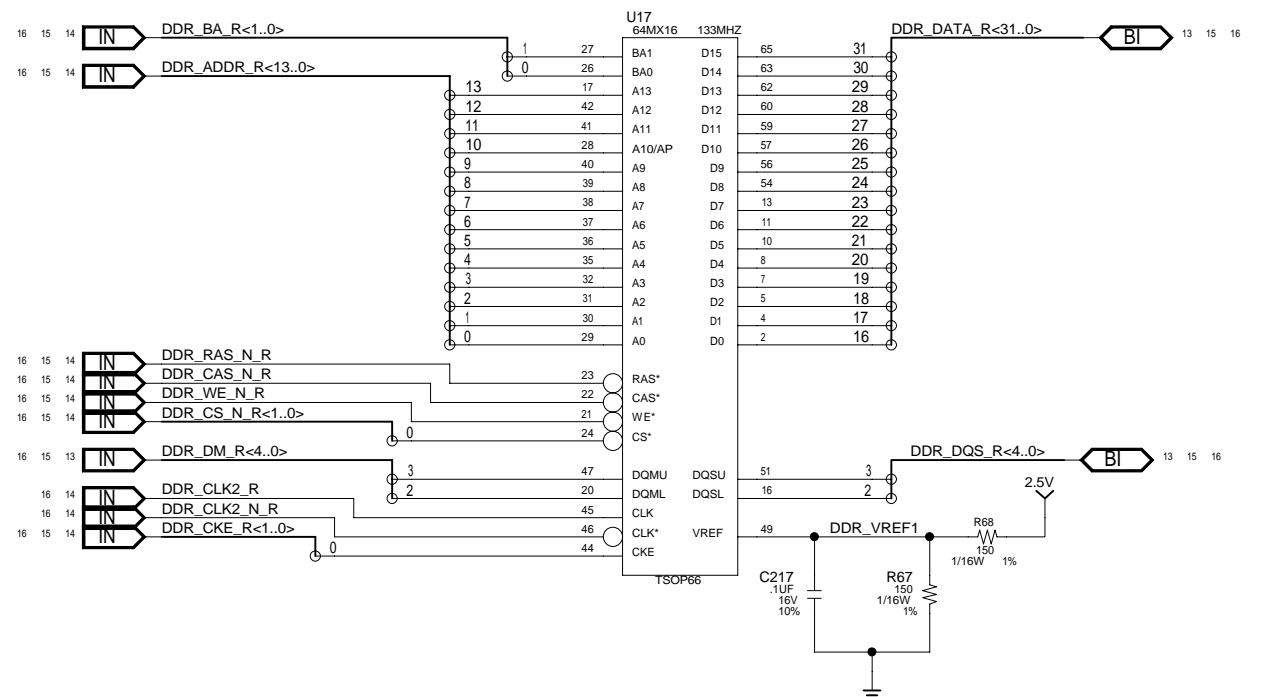 U17
64MX16 133MHZ
16 15 14 IN DDR_BA_R<1..0>
DDR_DATA_R<31..0> BI 13 15 16
1 27 BA1 D15 65 31
0 26 BA0 D14 63 30
16 15 14 IN DDR_ADDR_R<13..0>
13 17 A13 D13 62 29
12 42 A12 D12 60 28
11 41 A11 D11 59 27
10 28 A10/AP D10 57 26
9 40 A9 D9 56 25
8 39 A8 D8 54 24
7 38 A7 D7 13 23
6 37 A6 D6 11 22
5 36 A5 D5 10 21
4 35 A4 D4 8 20
3 32 A3 D3 7 19
2 31 A2 D2 5 18
1 30 A1 D1 4 17
0 29 A0 D0 2 16
16 15 14 IN DDR_RAS_N_R
23 RAS*
16 15 14 IN DDR_CAS_N_R
22 CAS*
16 15 14 IN DDR_WE_N_R
21 WE*
16 15 14 IN DDR_CS_N_R<1..0>
0 24 CS*
16 15 13 IN DDR_DM_R<4..0>
DDR_DQS_R<4..0> BI 13 15 16
3 47 DQMU DQSU 51 3
2 20 DQML DQSL 16 2
16 14 IN DDR_CLK2_R
45 CLK
16 14 IN DDR_CLK2_N_R
46 CLK* VREF 49 DDR_VREF1
16 15 14 IN DDR_CKE_R<1..0>
0 44 CKE
TSOP66
2.5V
R68
150
1/16W 1%
C217
.1UF
16V
10%
R67
150
1/16W
1%